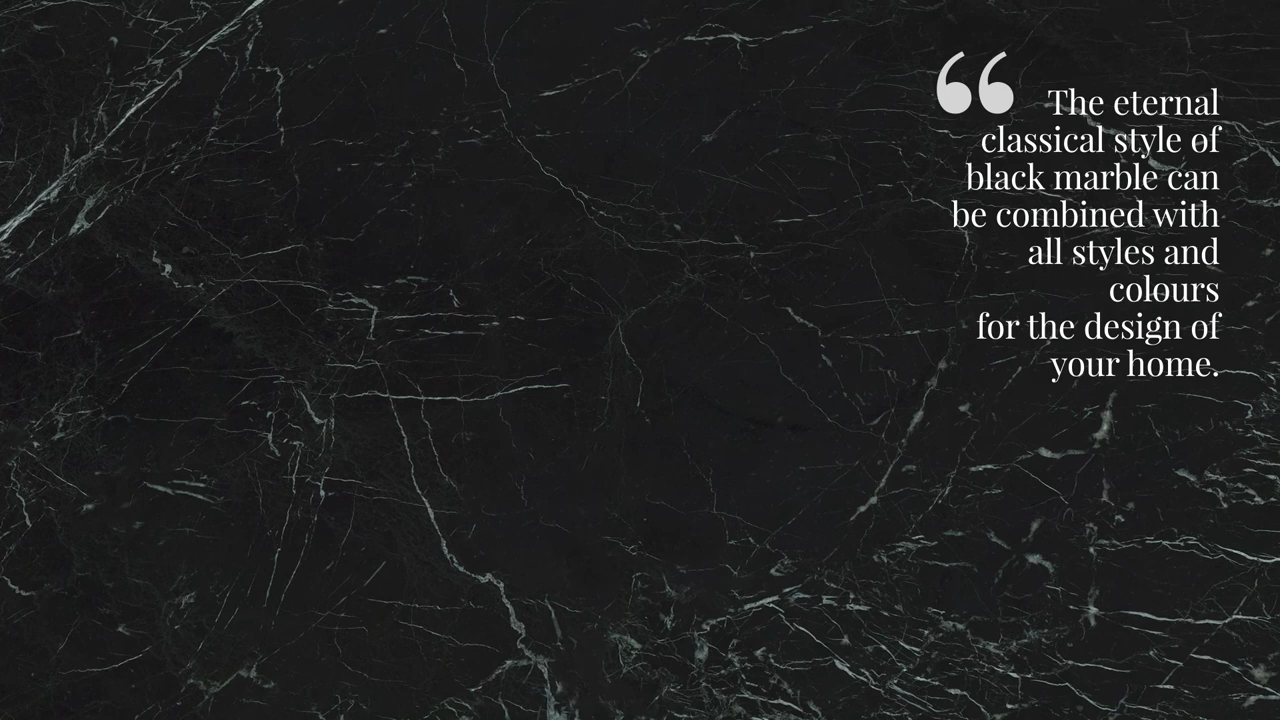 “ The eternal
classical style of
black marble can
be combined with
all styles and
colours
for the design of
your home.